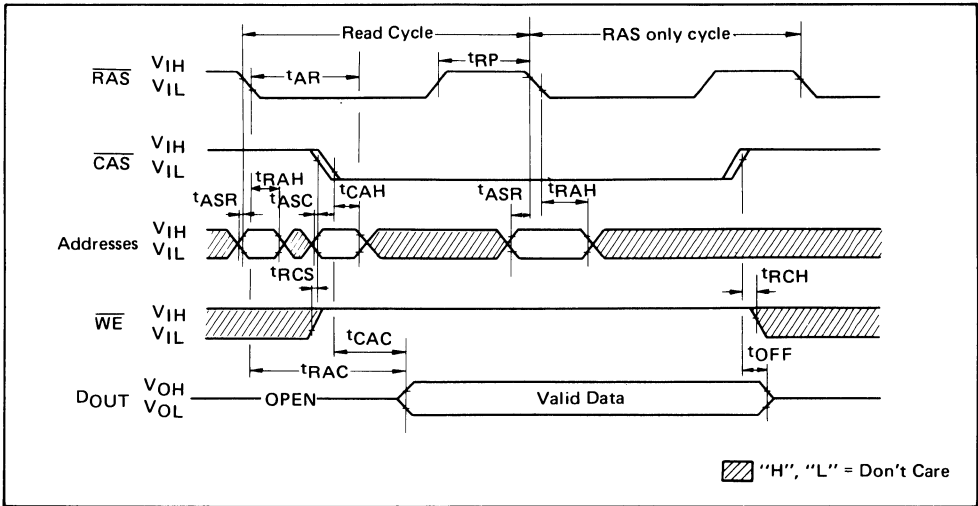 Read Cycle
RAS only cycle
tRP
tAR
RAS
VIH
VIL
CAS
VIH
VIL
tRAH
tCAH
tASR
tASC
tASR
tRAH
Addresses
VIH
VIL
tRCS
tRCH
WE
VIH
VIL
tCAC
tOFF
tRAC
DOUT
VOH
VOL
OPEN
Valid Data
"H", "L" = Don't Care